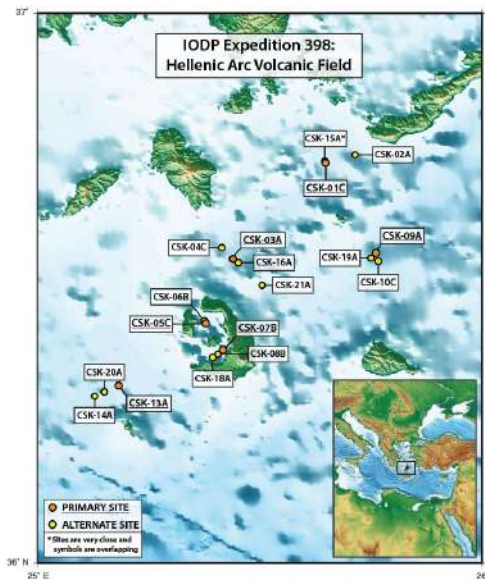 37°
IODP Expedition 398:
Hellenic Arc Volcanic Field
CSK-15A*
CSK-02A
CSK-01C
CSK-09A
CSK-04C
CSK-03A
CSK-19A
CSK-16A
CSK-10C
CSK-21A
CSK-06B
CSK-05C
CSK-07B
CSK-08B
CSK-20A
CSK-18A
CSK-13A
CSK-14A
PRIMARY SITE
ALTERNATE SITE
*Sites are very close and
symbols are overlapping
36° N
25° E
26